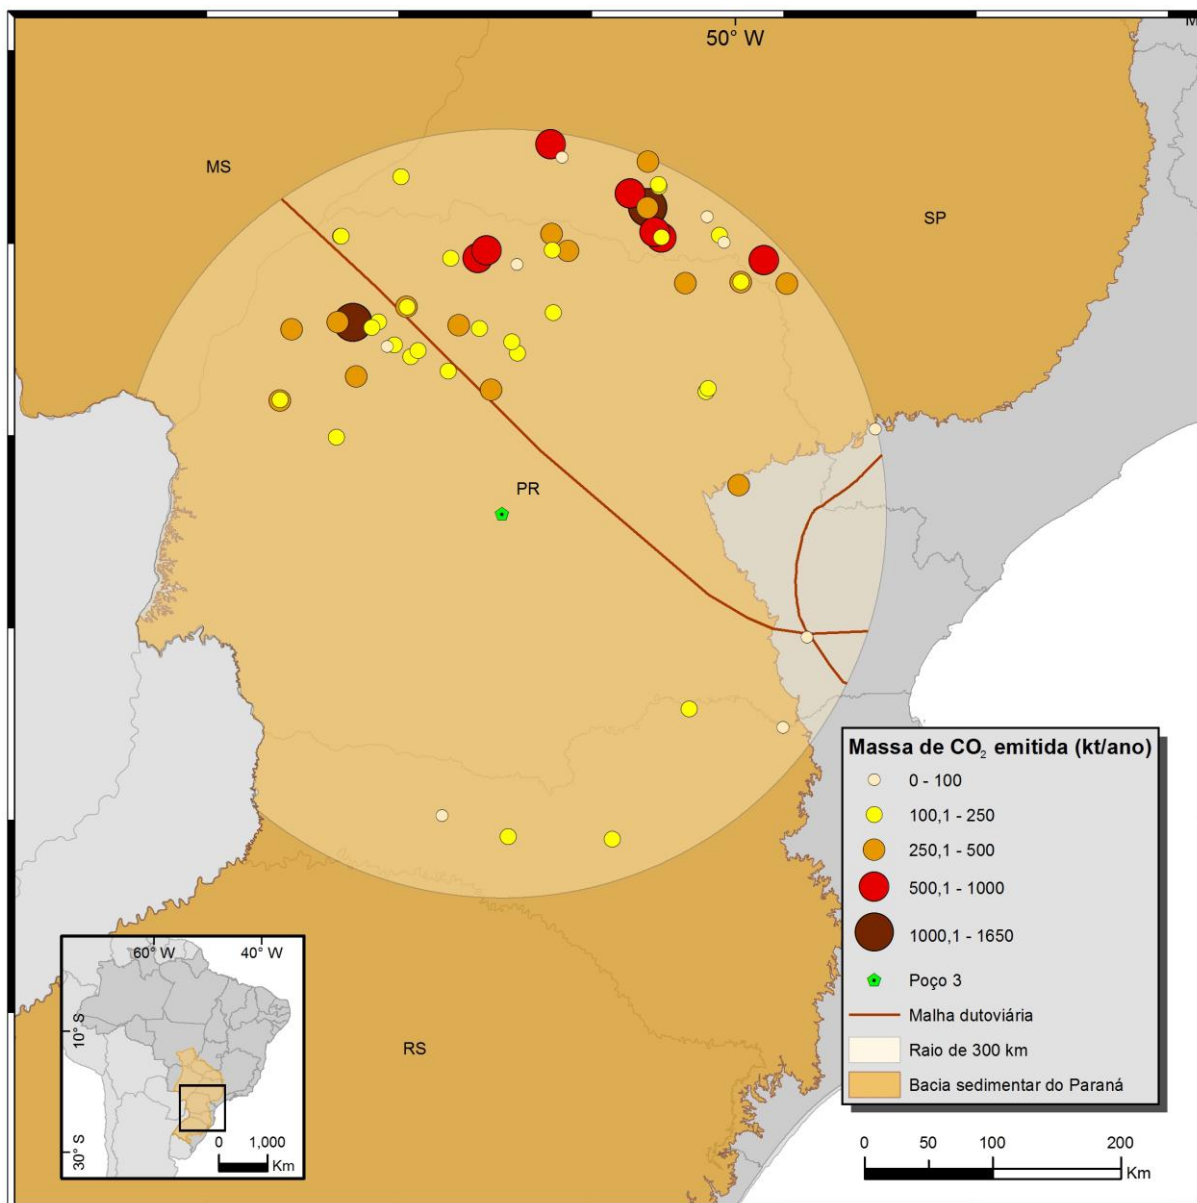 50° W
MS
SP
PR
RS
Massa de CO₂ emitida (kt/ano)
0 - 100
100,1 - 250
250,1 - 500
500,1 - 1000
1000,1 - 1650
Poço 3
Malha dutoviária
Raio de 300 km
Bacia sedimentar do Paraná
60° W
40° W
10° S
30° S
0 1,000
Km
0 50 100 200
Km